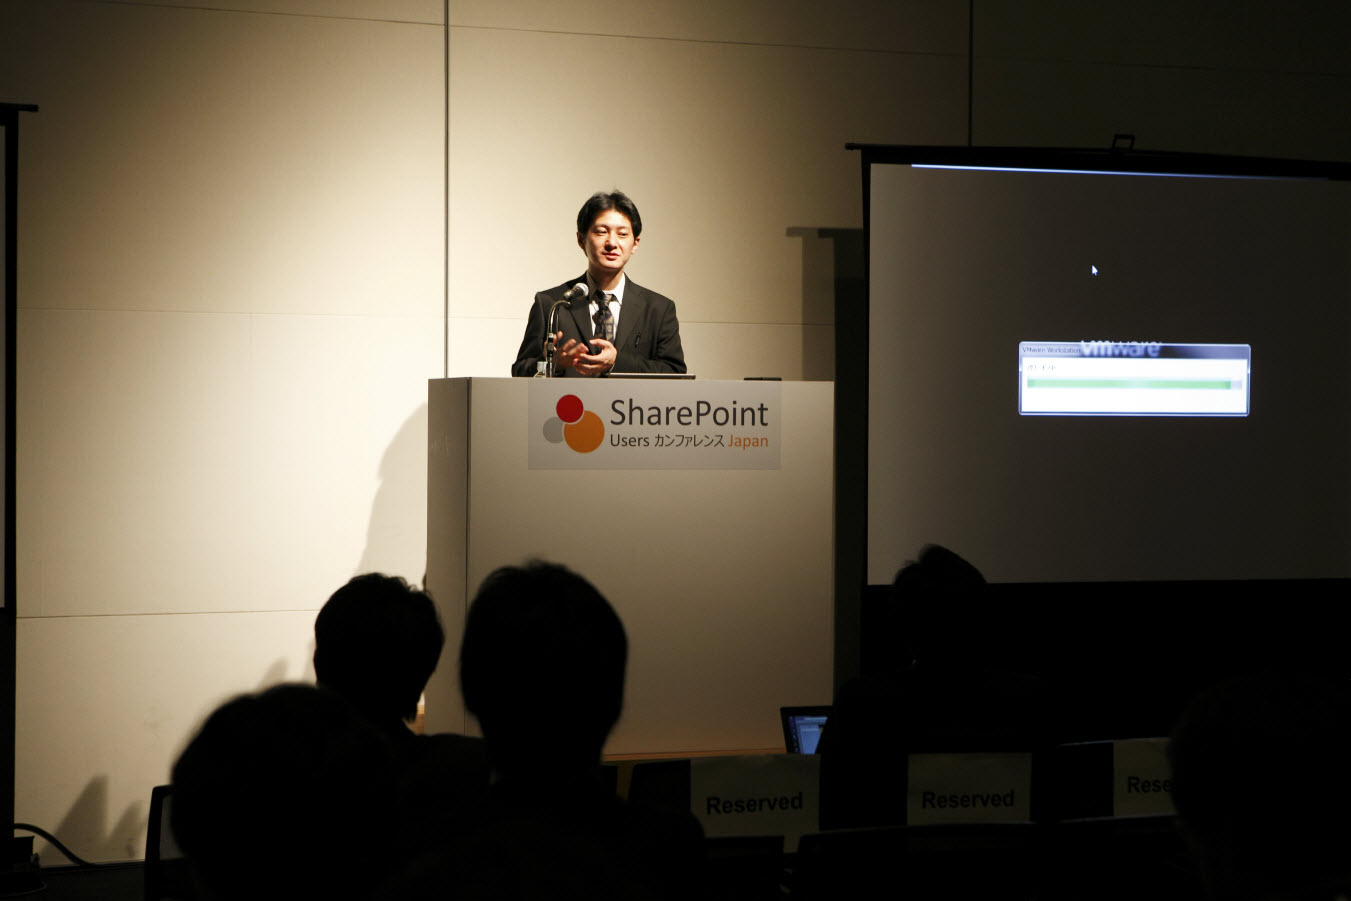 SharePoint
Users カンファレンス Japan
VMware Workstation
vmware
Reserved
Reserved
Rese